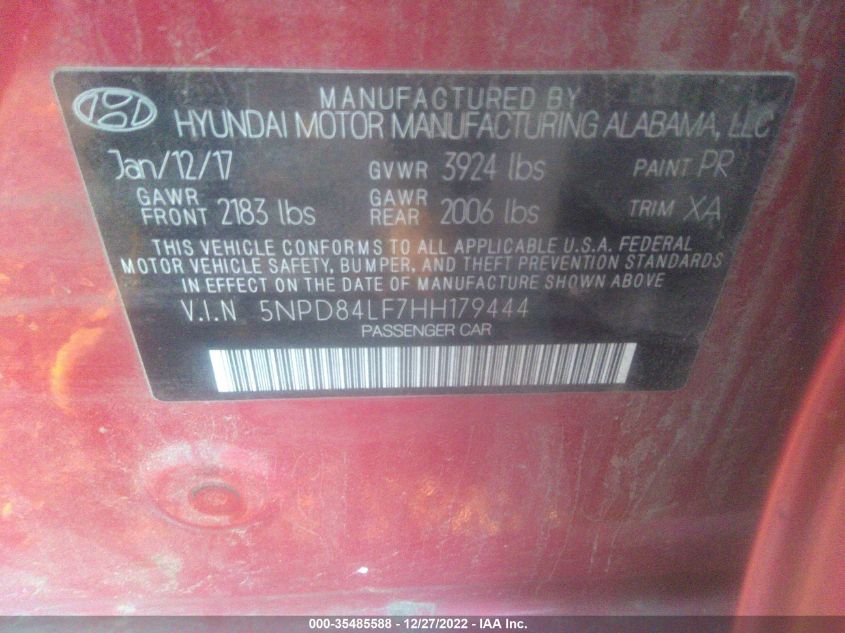 MANUFACTURED BY
HYUNDAI MOTOR MANUFACTURING ALABAMA, LLC
Jan/12/17 GVWR 3924 lbs PAINT PR
GAWR FRONT 2183 lbs GAWR REAR 2006 lbs TRIM XA
THIS VEHICLE CONFORMS TO ALL APPLICABLE U.S.A. FEDERAL
MOTOR VEHICLE SAFETY, BUMPER, AND THEFT PREVENTION STANDARDS
IN EFFECT ON THE DATE OF MANUFACTURE SHOWN ABOVE
V.I.N 5NPD84LF7HH179444
PASSENGER CAR
000-35485588 - 12/27/2022 - IAA Inc.